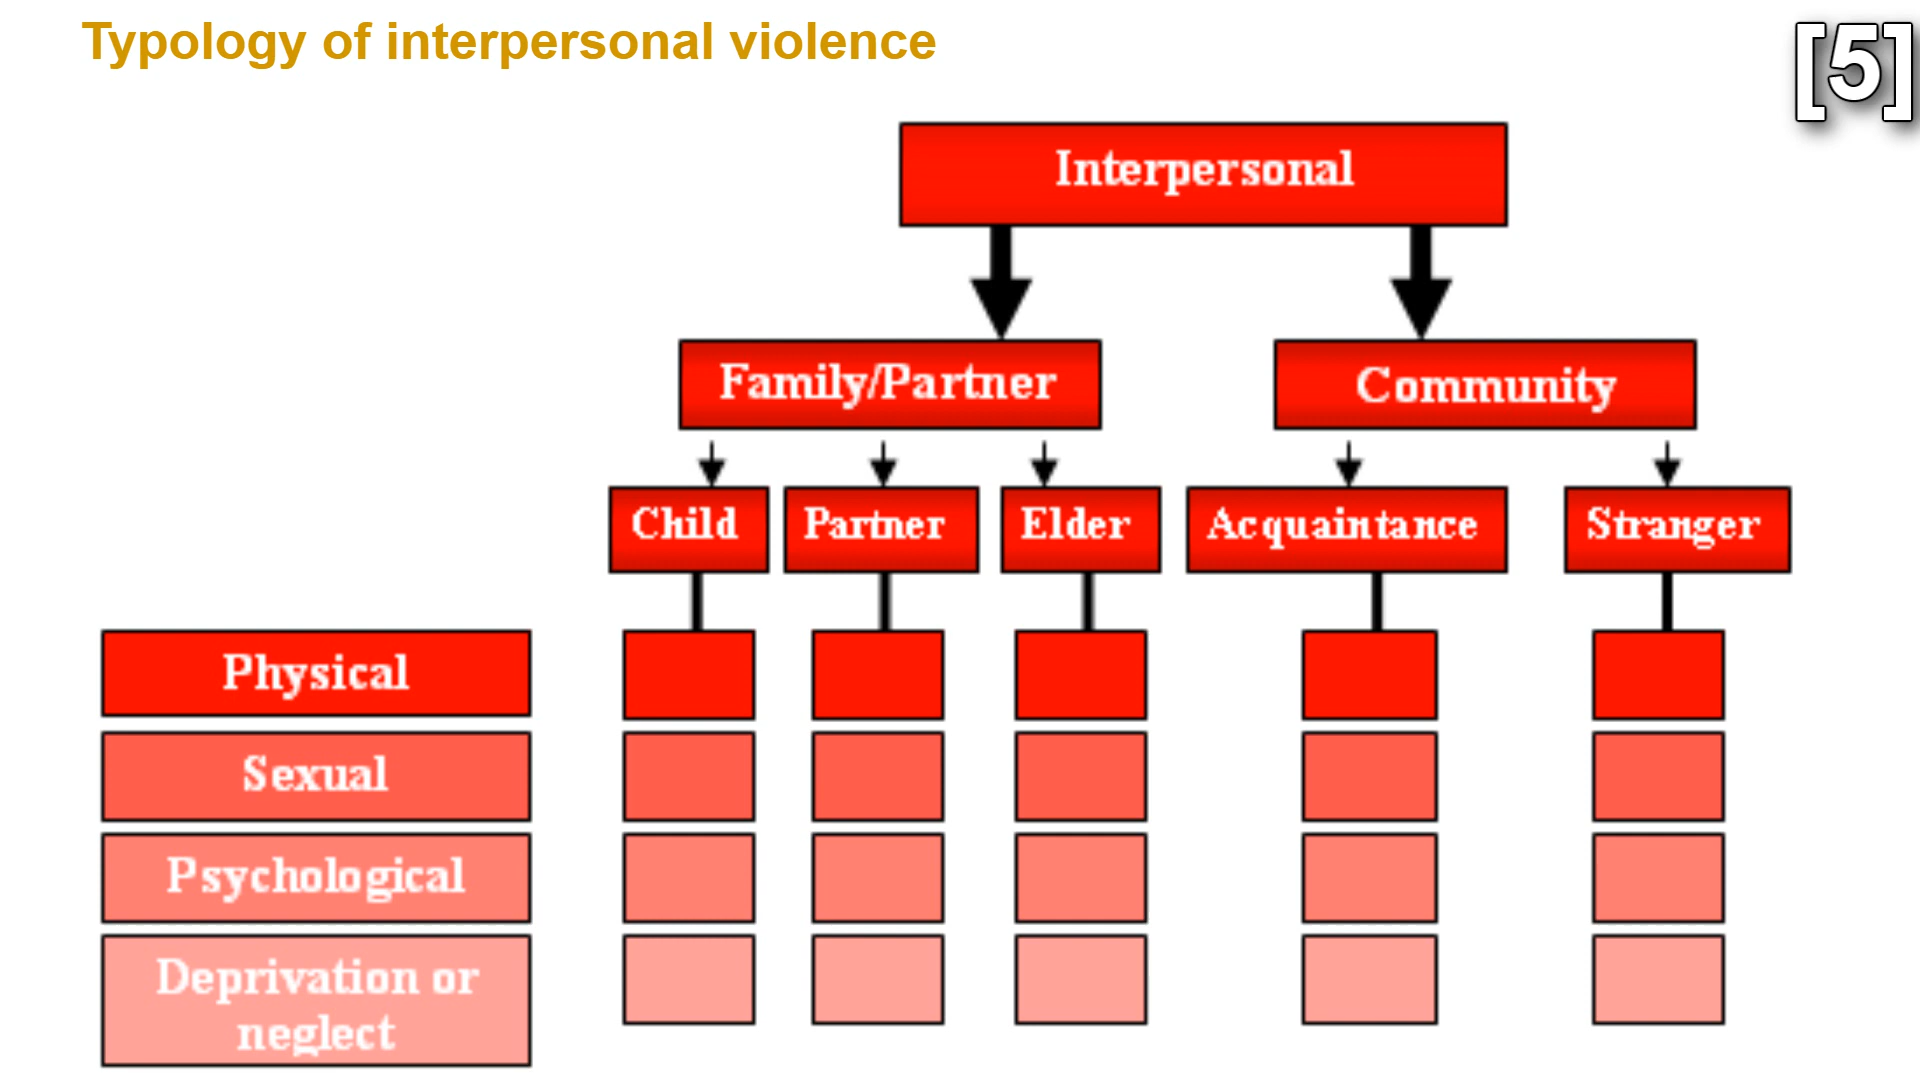 Typology of interpersonal violence
[5]
Interpersonal
Family/Partner
Community
Child
Partner
Elder
Acquaintance
Stranger
Physical
Sexual
Psychological
Deprivation or
neglect